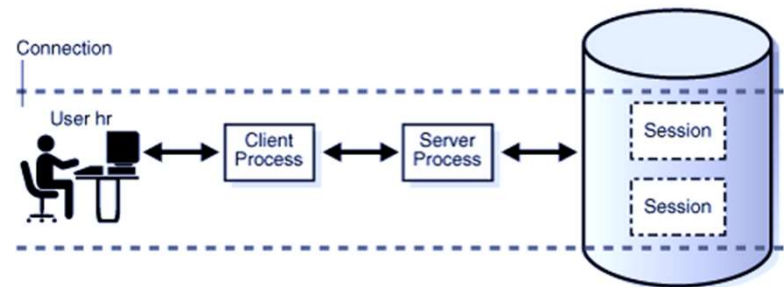 Connection
User hr
Client
Process
Server
Process
Session
Session